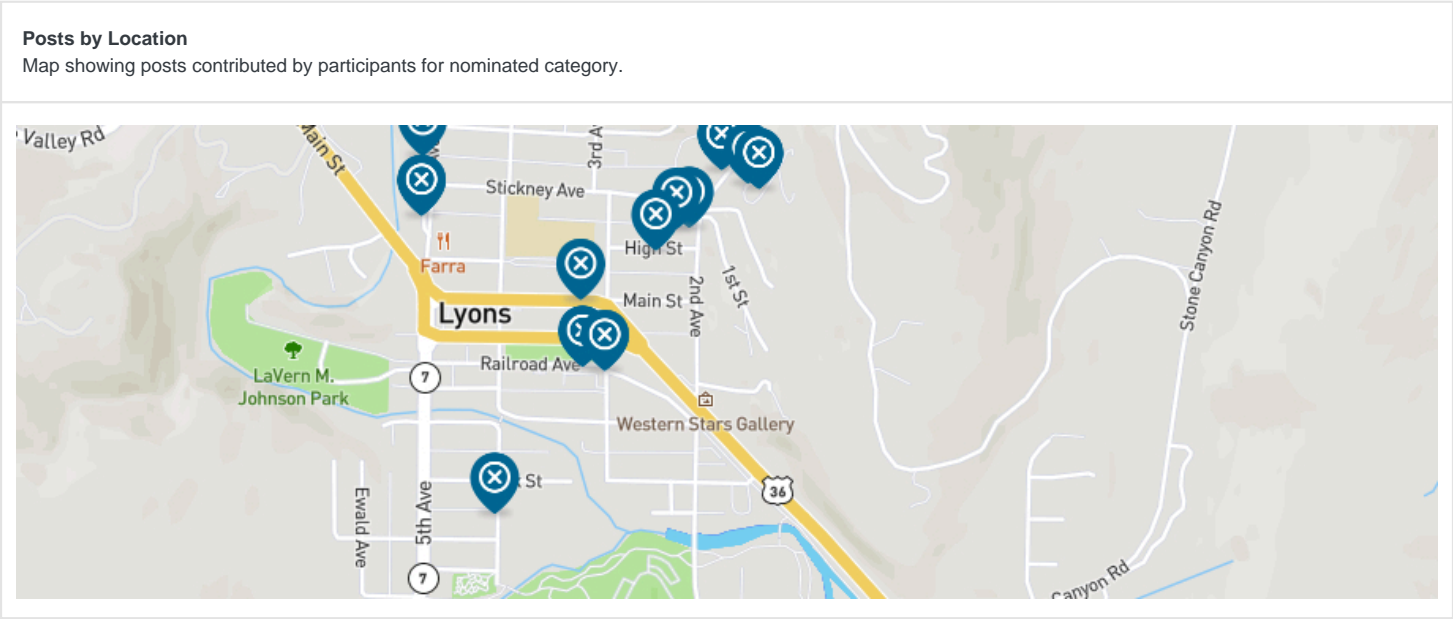 Posts by Location
Map showing posts contributed by participants for nominated category.
Valley Rd
Main St
3rd A
Stickney Ave
High St
Farra
1st St
2nd Ave
Main St
Lyons
Stone Canyon Rd
Railroad Ave
LaVern M.
Johnson Park
7
Western Stars Gallery
St
36
Ewald Ave
5th Ave
7
Canyon Rd